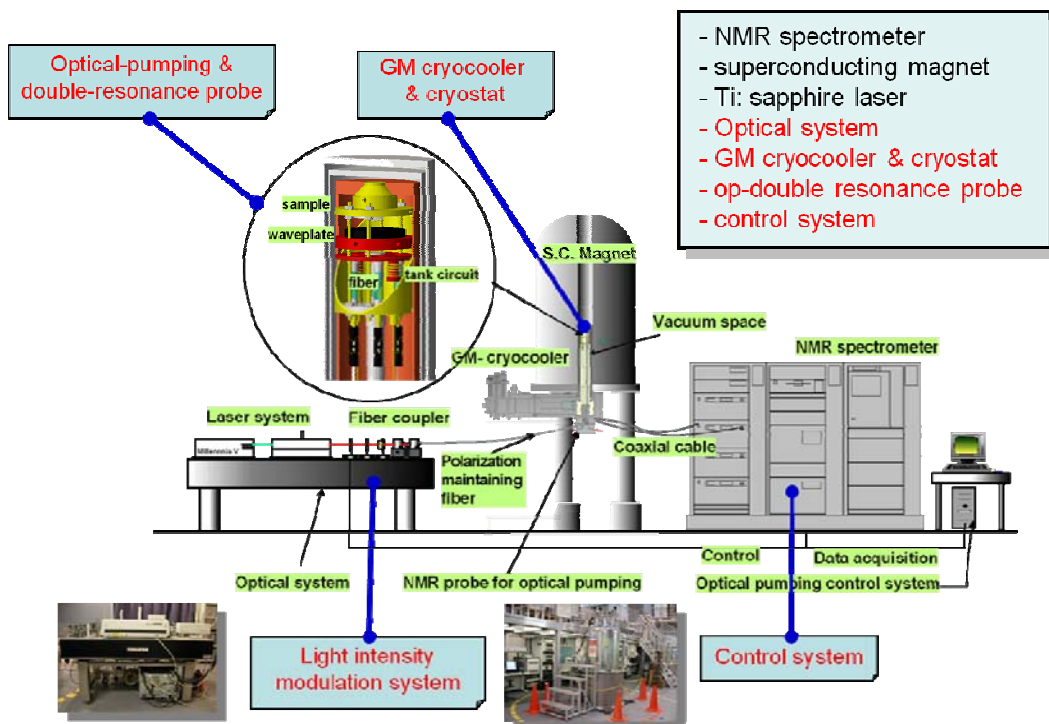 Optical-pumping &
double-resonance probe
GM cryocooler
& cryostat
- NMR spectrometer
- superconducting magnet
- Ti: sapphire laser
- Optical system
- GM cryocooler & cryostat
- op-double resonance probe
- control system
sample
waveplate
fiber
tank circuit
S.C. Magnet
Vacuum space
GM- cryocooler
NMR spectrometer
Laser system
Fiber coupler
Millennia V
Coaxial cable
Polarization
maintaining
fiber
Control
Data acquisition
Optical system
NMR probe for optical pumping
Optical pumping control system
Light intensity
modulation system
Control system